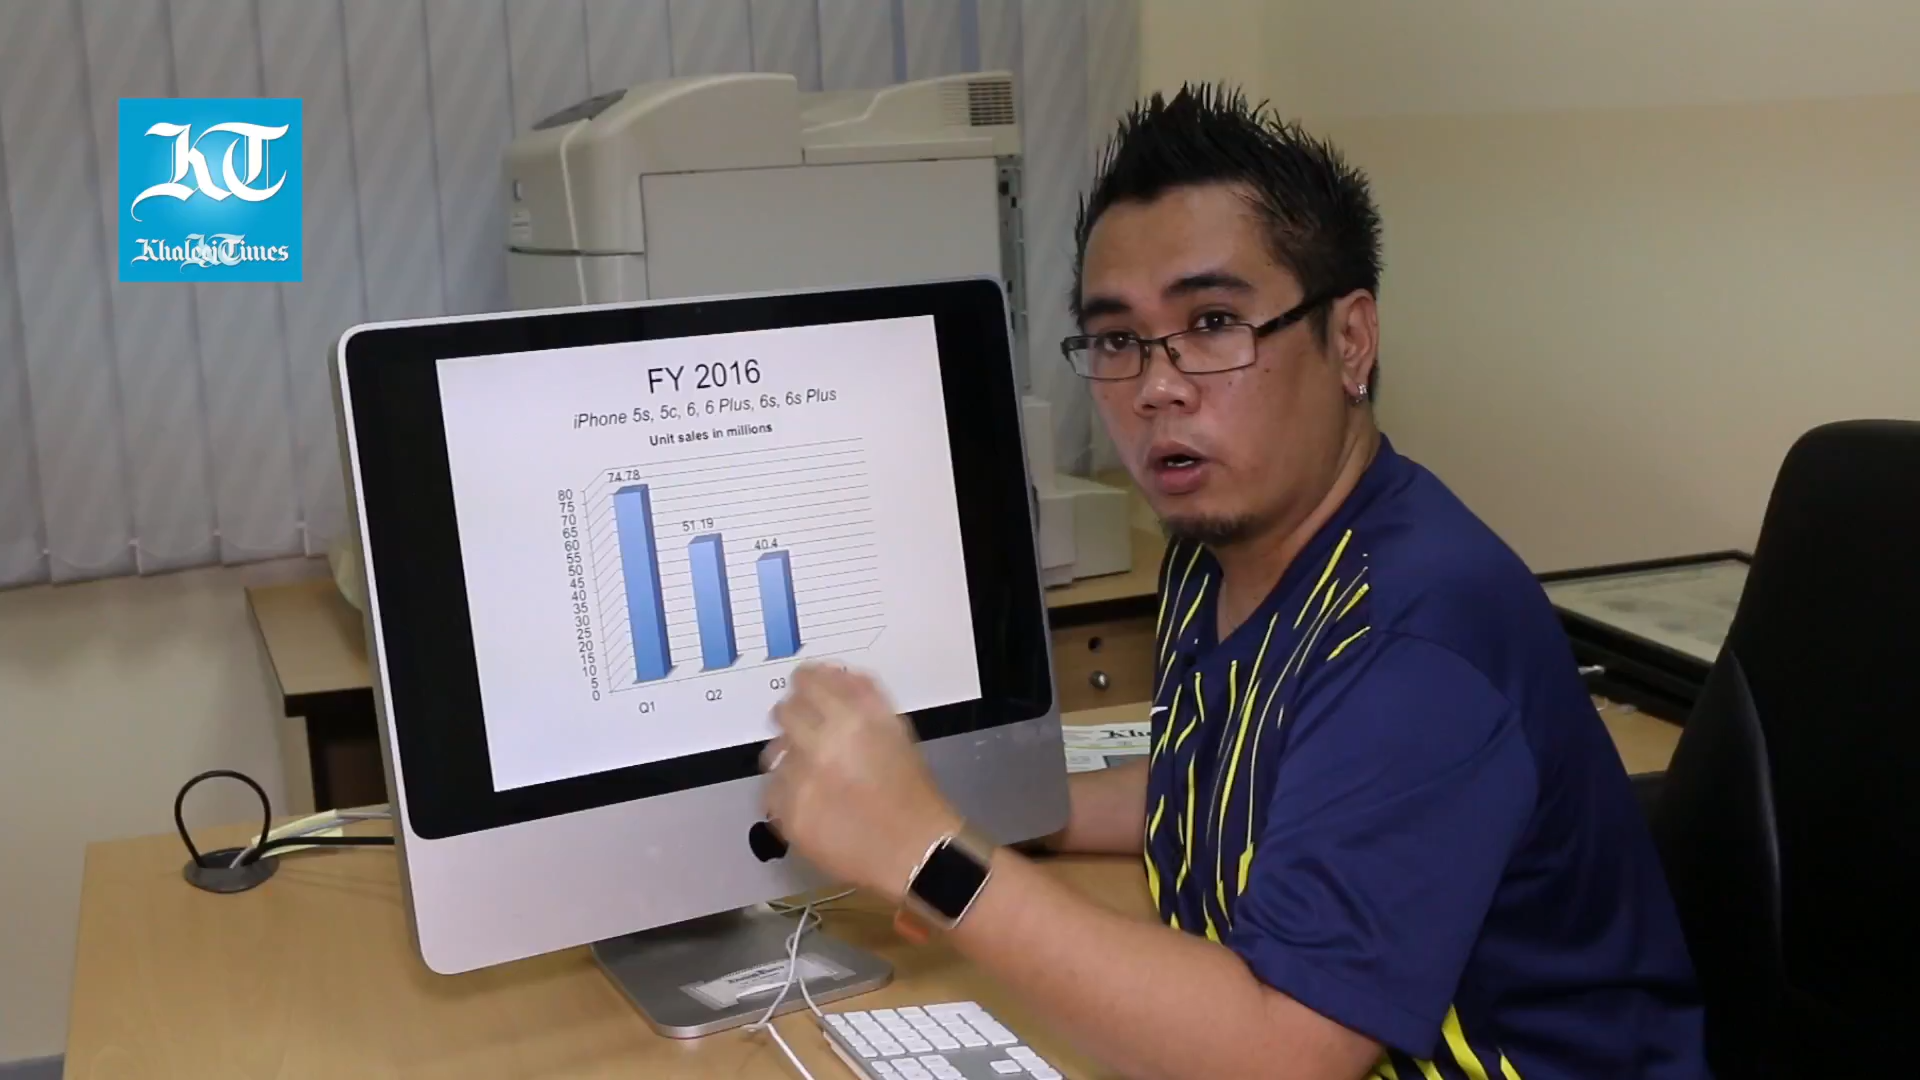 KT
Khaleej Times
FY 2016
iPhone 5s, 5c, 6, 6 Plus, 6s, 6s Plus
Unit sales in millions
74.78
51.19
40.4
80
75
70
65
60
55
50
45
40
35
30
25
20
15
10
5
0
Q1
Q2
Q3